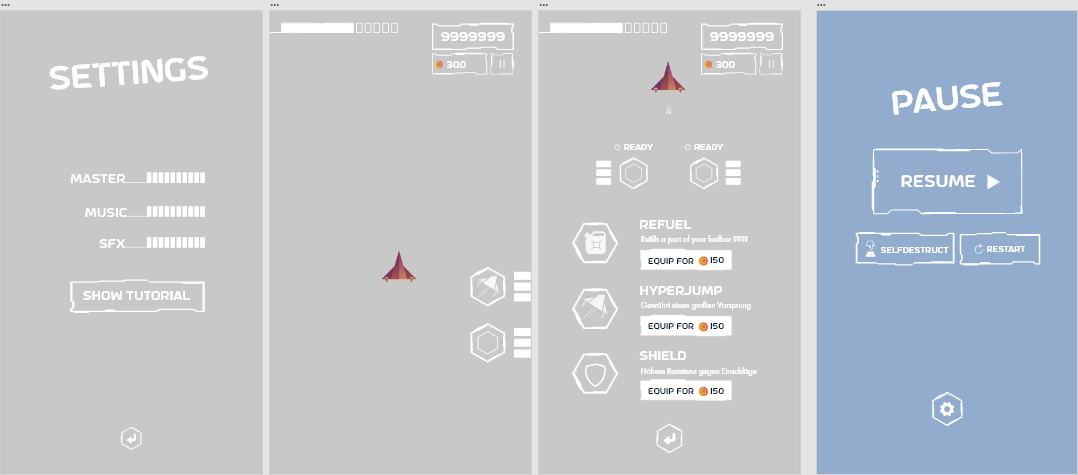 SETTINGS
MASTER
MUSIC
SFX
SHOW TUTORIAL
9999999
300
9999999
300
READY
READY
REFUEL
Refills a part of your fuelbar
EQUIP FOR 150
HYPERJUMP
Gewährt einen großen Vorsprung
EQUIP FOR 150
SHIELD
Höhere Resistenz gegen Einschläge
EQUIP FOR 150
PAUSE
RESUME
SELFDESTRUCT
RESTART